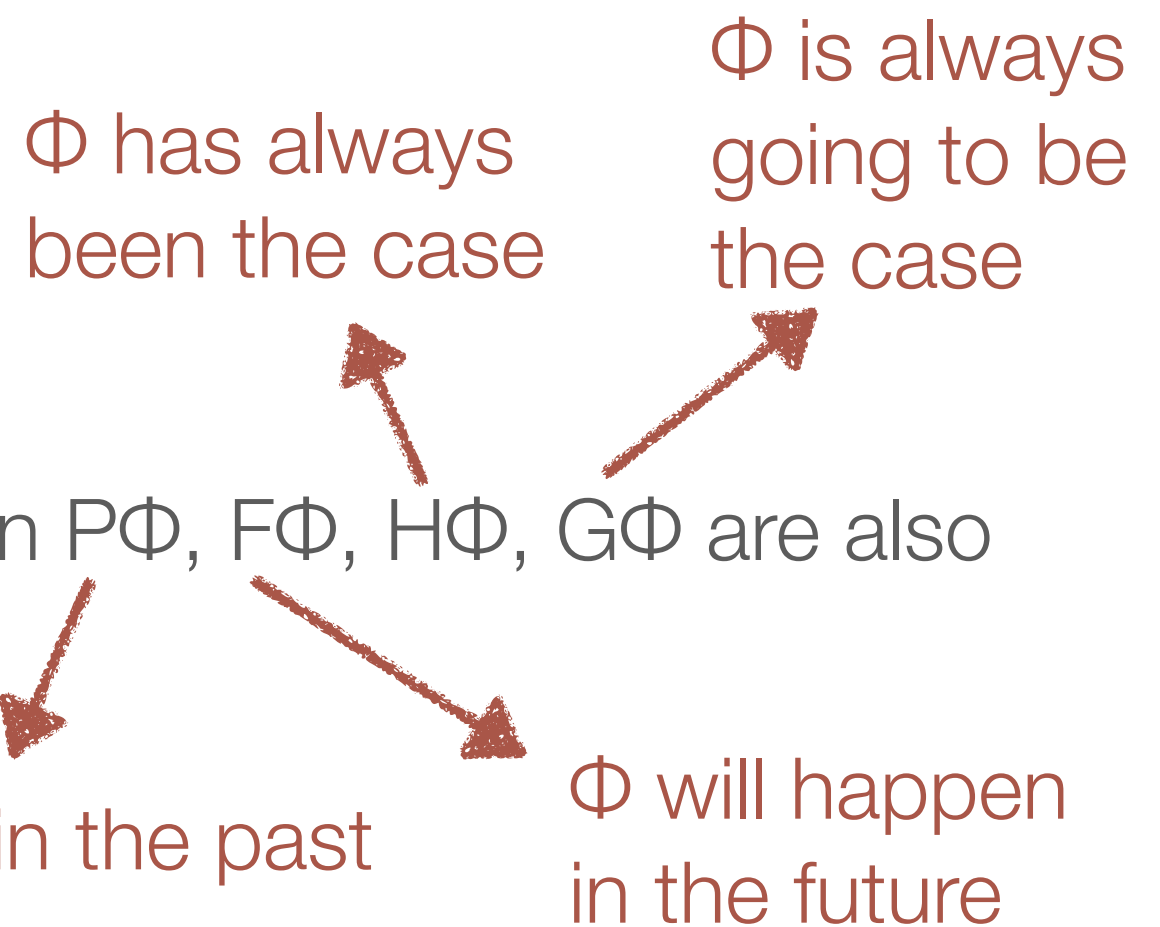 Φ is always
going to be
the case
Φ has always
been the case
n PΦ, FΦ, HΦ, GΦ are also
in the past
Φ will happen
in the future